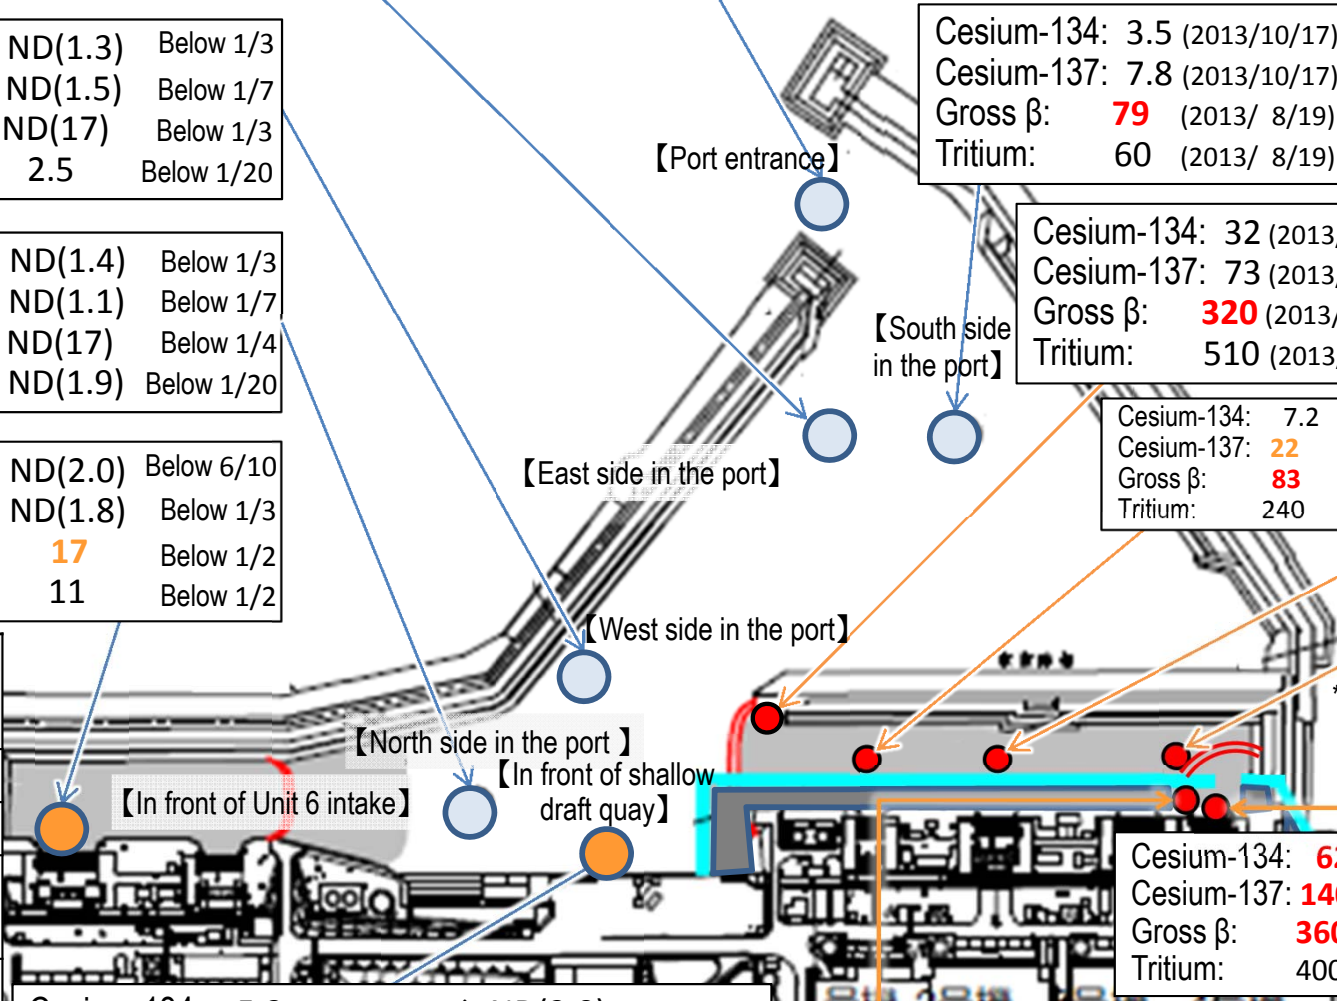 ND(1.3) Below 1/3
ND(1.5) Below 1/7
ND(17) Below 1/3
2.5 Below 1/20
ND(1.4) Below 1/3
ND(1.1) Below 1/7
ND(17) Below 1/4
ND(1.9) Below 1/20
ND(2.0) Below 6/10
ND(1.8) Below 1/3
17 Below 1/2
11 Below 1/2
Cesium-134: 3.5 (2013/10/17)
Cesium-137: 7.8 (2013/10/17)
Gross β: 79 (2013/ 8/19)
Tritium: 60 (2013/ 8/19)
Cesium-134: 32 (2013/
Cesium-137: 73 (2013/
Gross β: 320 (2013/
Tritium: 510 (2013/
Cesium-134: 7.2
Cesium-137: 22
Gross β: 83
Tritium: 240
【Port entrance】
【South side
in the port】
【East side in the port】
【West side in the port】
【North side in the port 】
【In front of shallow
draft quay】
【In front of Unit 6 intake】
Cesium-134:
Cesium-137:
Gross β:
Tritium: